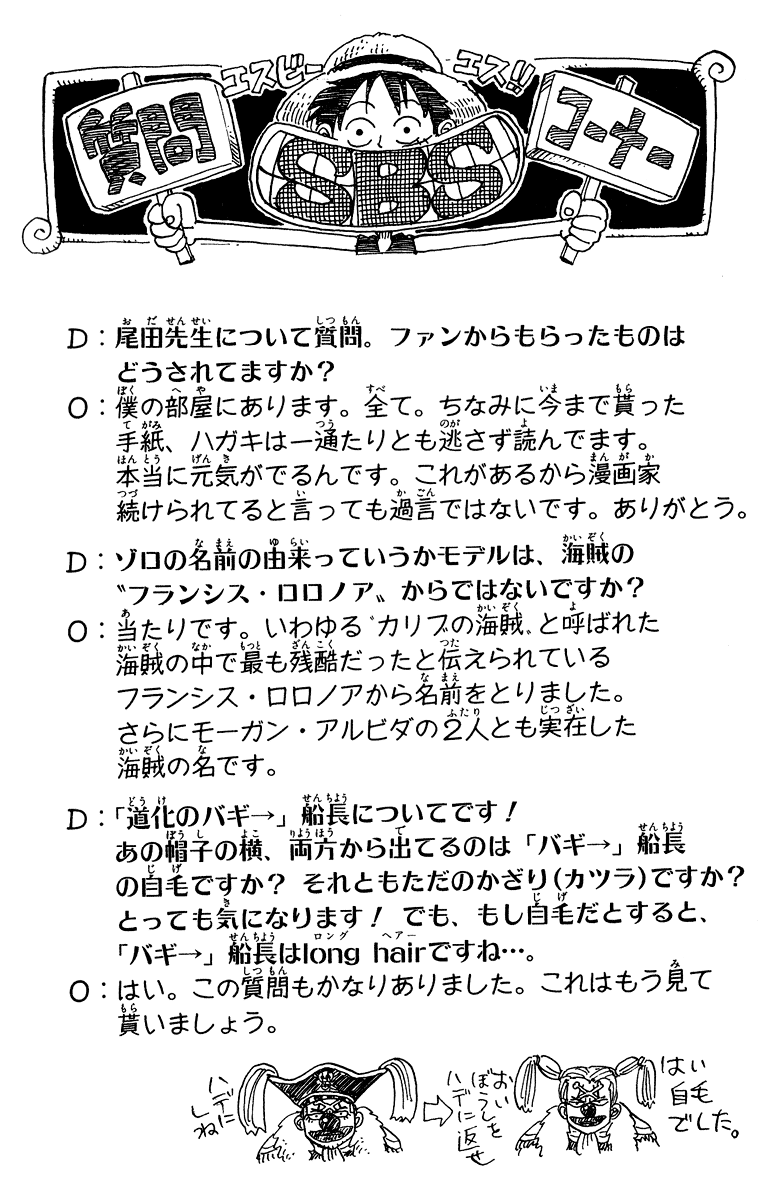 エスビーエス!!
質問
SBS
コーナー
D：尾田先生について質問。ファンからもらったものは
どうされてますか？
O：僕の部屋にあります。全て。ちなみに今まで貰った
手紙、ハガキは一通たりとも逃さず読んでます。
本当に元気がでるんです。これがあるから漫画家
続けられてると言っても過言ではないです。ありがとう。
D：ゾロの名前の由来っていうかモデルは、海賊の
〝フランシス・ロロノア〟からではないですか？
O：当たりです。いわゆる〝カリブの海賊〟と呼ばれた
海賊の中で最も残酷だったと伝えられている
フランシス・ロロノアから名前をとりました。
さらにモーガン・アルビダの2人とも実在した
海賊の名です。
D：「道化のバギ→」船長についてです！
あの帽子の横、両方から出てるのは「バギ→」船長
の自毛ですか？ それともただのかざり(カツラ)ですか？
とっても気になります！ でも、もし自毛だとすると、
「バギ→」船長はlong hairですね…。
O：はい。この質問もかなりありました。これはもう見て
貰いましょう。
ハデに
しね
おいぼうしを
ハデに返せ
はい
自毛
でした。